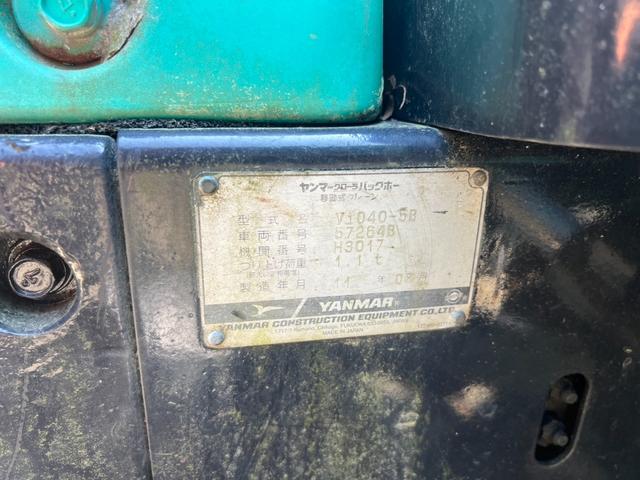 ヤンマークローラバックホー
移動式クレーン
型式名 Vi040-5B
車両番号 57264B
機関番号 H3017
つり上げ荷重 1.1t
製造年月 11 年 月
YANMAR®
YANMAR CONSTRUCTION EQUIPMENT CO., LTD
MADE IN JAPAN